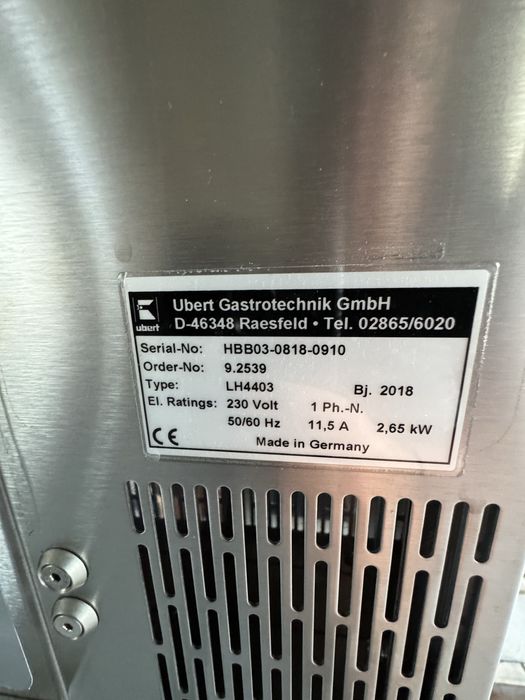 ubert
Ubert Gastrotechnik GmbH
D-46348 Raesfeld • Tel. 02865/6020
Serial-No: HBB03-0818-0910
Order-No: 9.2539
Type: LH4403 Bj. 2018
El. Ratings: 230 Volt 1 Ph.-N.
50/60 Hz 11,5 A 2,65 kW
CE Made in Germany